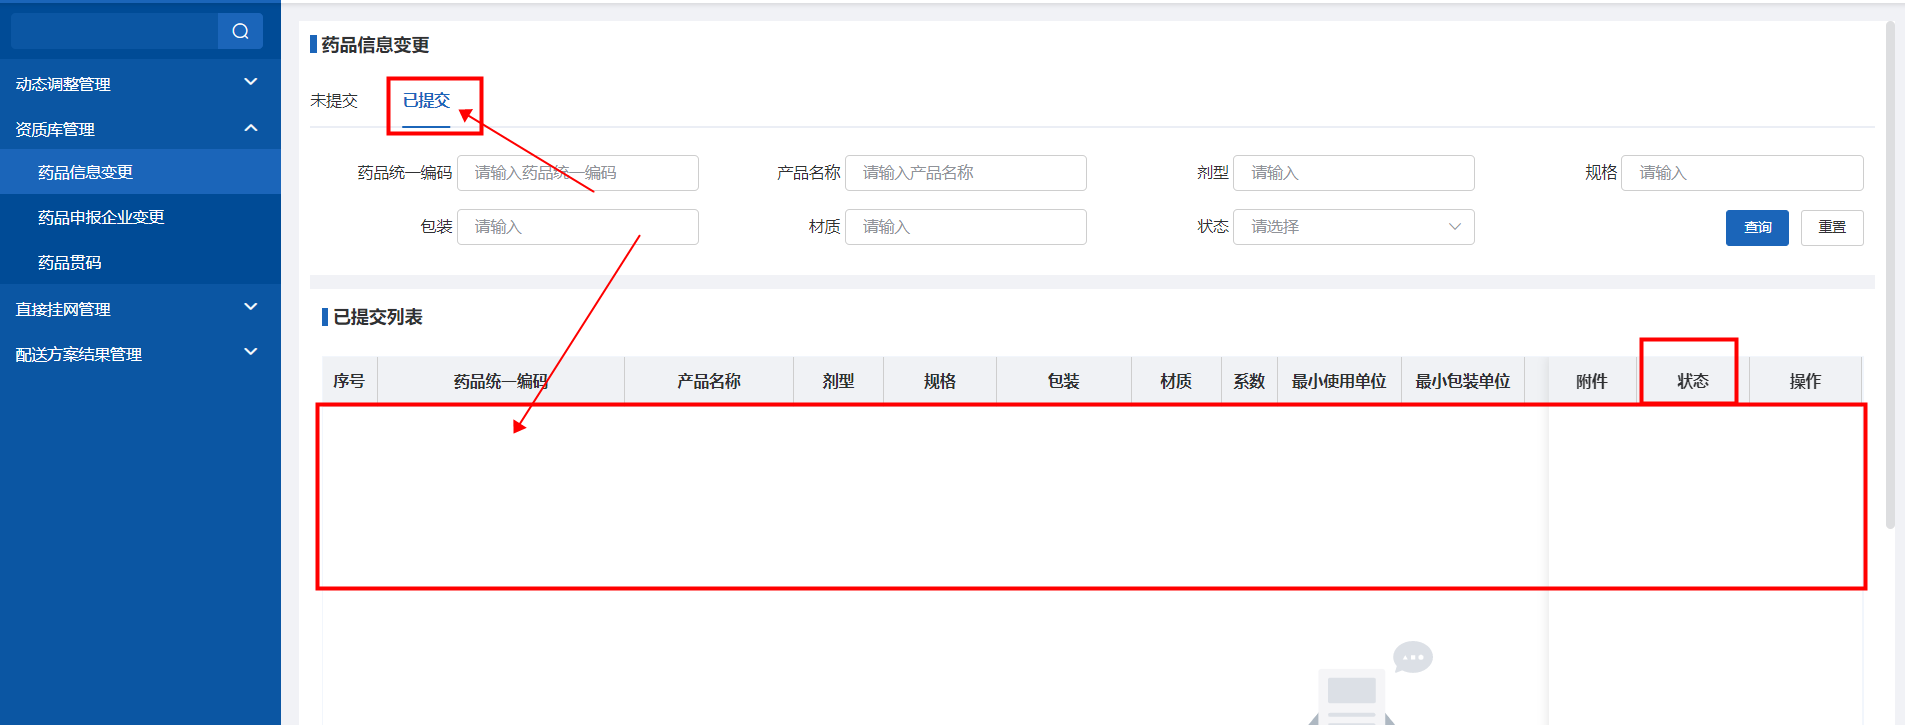 动态调整管理
资质库管理
药品信息变更
药品申报企业变更
药品贯码
直接挂网管理
配送方案结果管理
药品信息变更
未提交 已提交
药品统一编码 请输入药品统一编码 产品名称 请输入产品名称 剂型 请输入 规格 请输入
包装 请输入 材质 请输入 状态 请选择 查询 重置
已提交列表
序号 药品统一编码 产品名称 剂型 规格 包装 材质 系数 最小使用单位 最小包装单位 附件 状态 操作